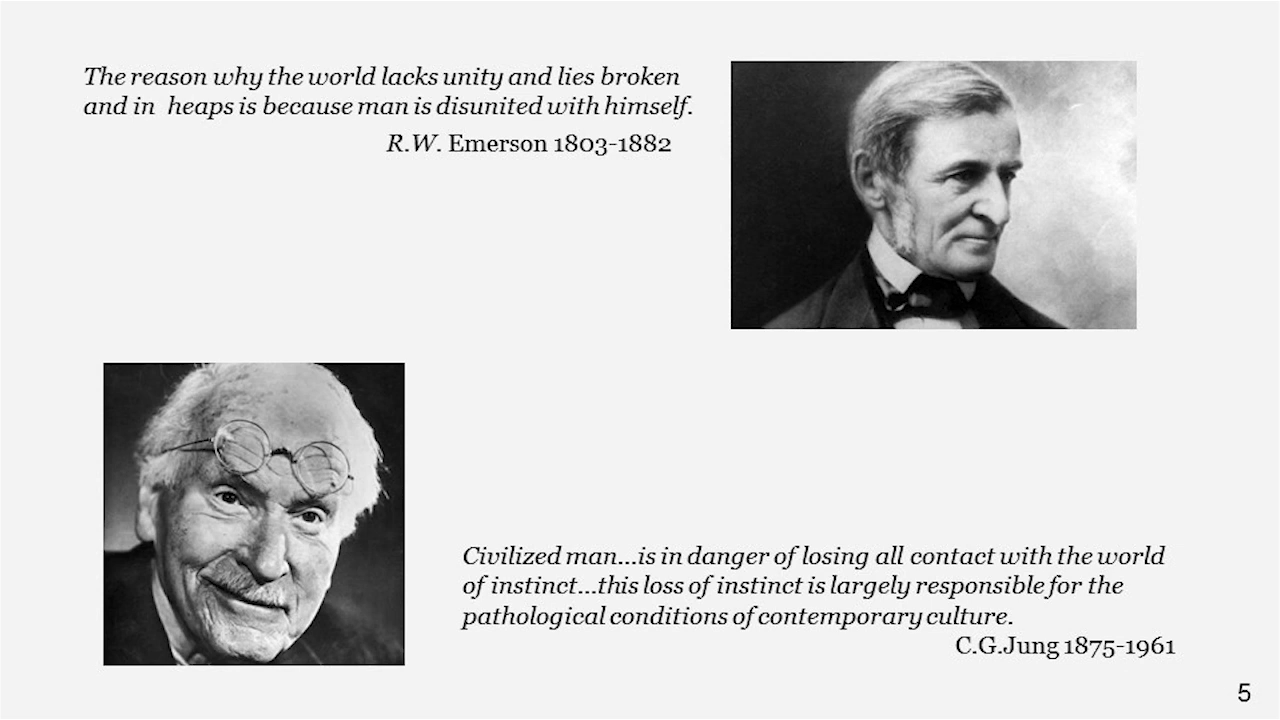 The reason why the world lacks unity and lies broken
and in heaps is because man is disunited with himself.
R.W. Emerson 1803-1882
Civilized man...is in danger of losing all contact with the world
of instinct...this loss of instinct is largely responsible for the
pathological conditions of contemporary culture.
C.G.Jung 1875-1961
5